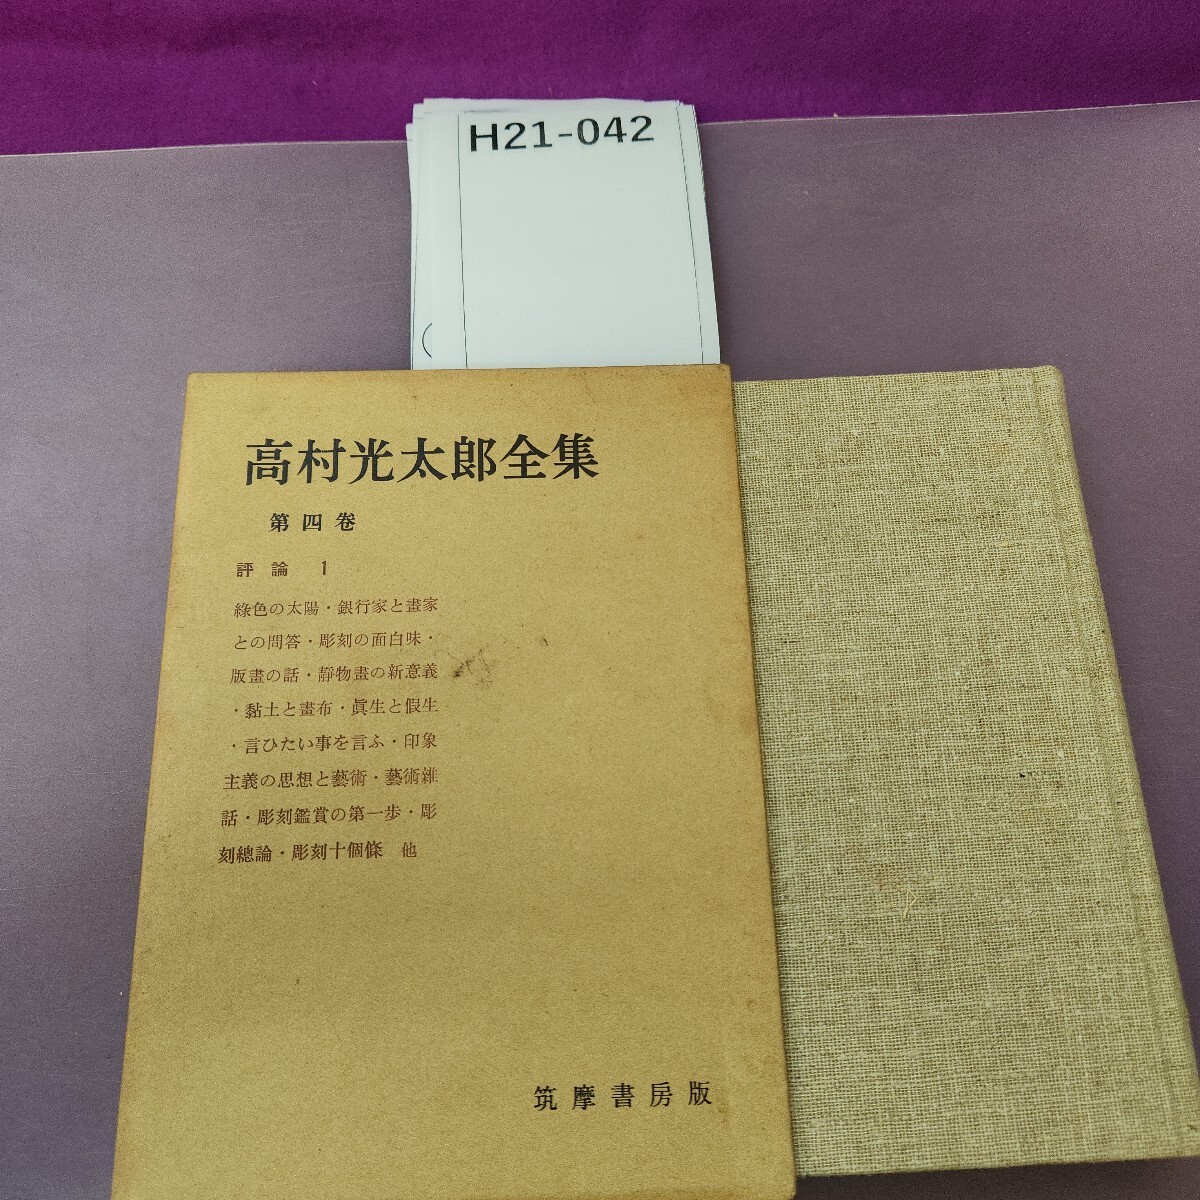 H21-042
高村光太郎全集
第四卷
評論 1
綠色の太陽・銀行家と畫家
との問答・彫刻の面白味・
版畫の話・靜物畫の新意義
・黏土と畫布・眞生と假生
・言ひたい事を言ふ・印象
主義の思想と藝術・藝術雜
話・彫刻鑑賞の第一步・彫
刻總論・彫刻十個條 他
筑摩書房版